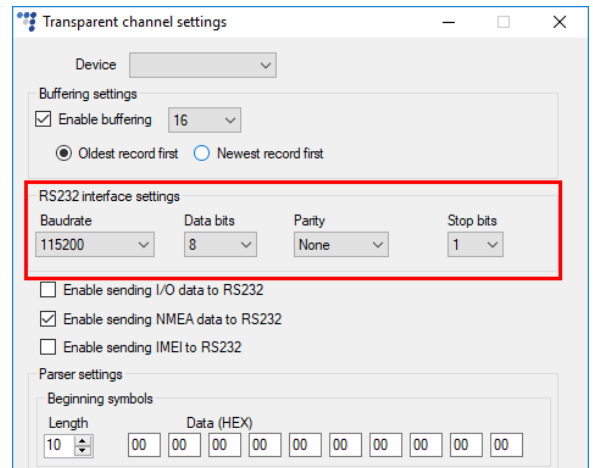 Transparent channel settings
Device
Buffering settings
Enable buffering 16
Oldest record first Newest record first
RS232 interface settings
Baudrate Data bits Parity Stop bits
115200 8 None 1
Enable sending I/O data to RS232
Enable sending NMEA data to RS232
Enable sending IMEI to RS232
Parser settings
Beginning symbols
Length Data (HEX)
10 00 00 00 00 00 00 00 00 00 00